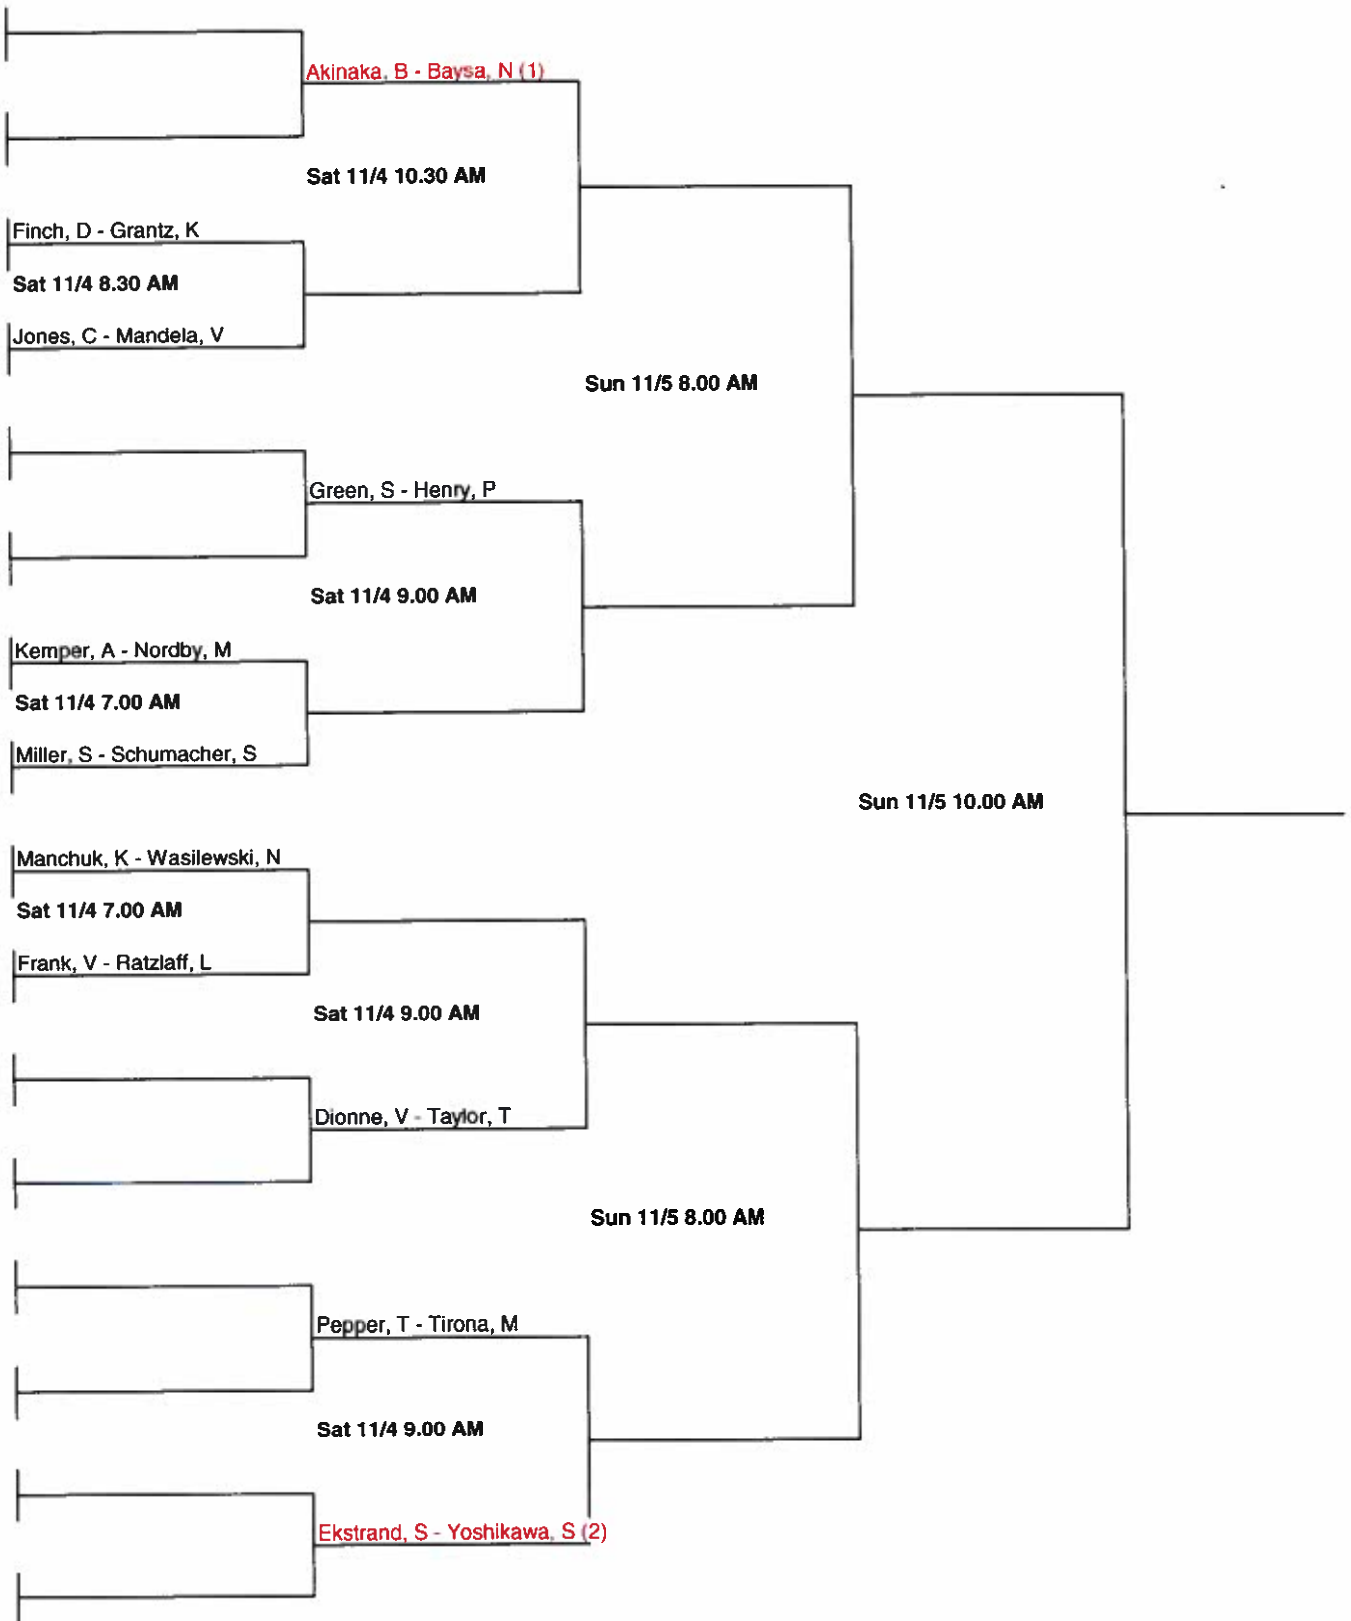 Akinaka, B - Baysa, N (1)
Sat 11/4 10.30 AM
Finch, D - Grantz, K
Sat 11/4 8.30 AM
Jones, C - Mandela, V
Sun 11/5 8.00 AM
Green, S - Henry, P
Sat 11/4 9.00 AM
Kemper, A - Nordby, M
Sat 11/4 7.00 AM
Miller, S - Schumacher, S
Sun 11/5 10.00 AM
Manchuk, K - Wasilewski, N
Sat 11/4 7.00 AM
Frank, V - Ratzlaff, L
Sat 11/4 9.00 AM
Dionne, V - Taylor, T
Sun 11/5 8.00 AM
Pepper, T - Tirona, M
Sat 11/4 9.00 AM
Ekstrand, S - Yoshikawa, S (2)